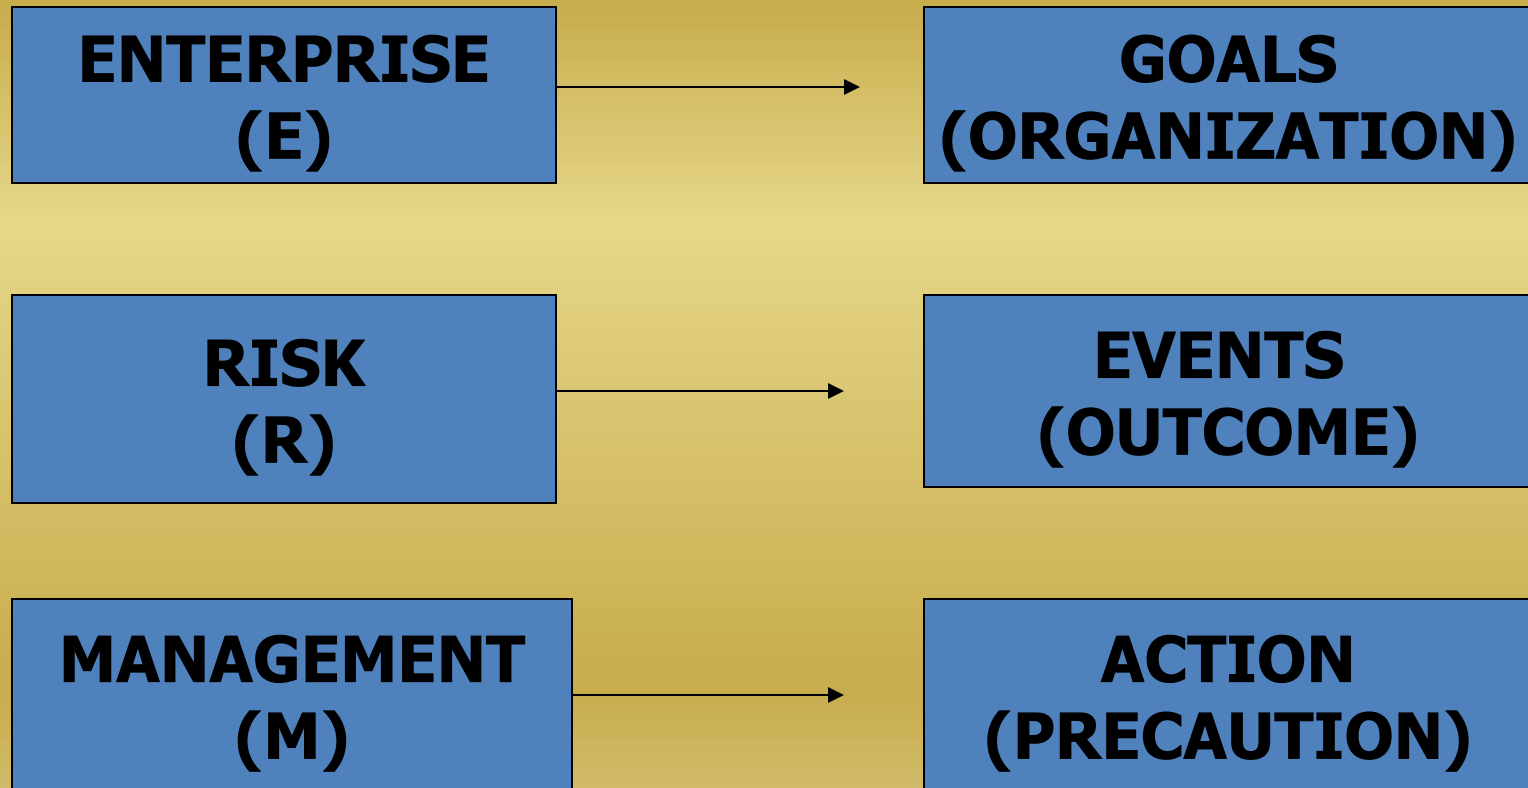 ENTERPRISE
(E)
GOALS
(ORGANIZATION)
RISK
(R)
EVENTS
(OUTCOME)
MANAGEMENT
(M)
ACTION
(PRECAUTION)